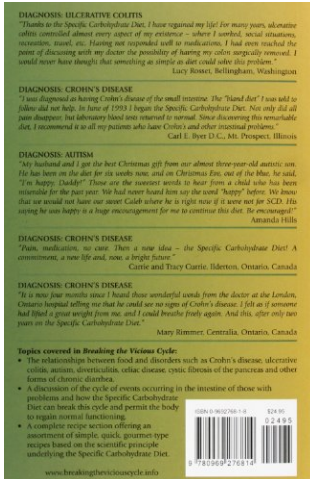 DIAGNOSIS: ULCERATIVE COLITIS
"Thanks to the Specific Carbohydrate Diet, I have regained my life! For many years, ulcerative
colitis controlled almost every aspect of my existence – where I worked, social situations,
recreation, travel, etc. Having not responded well to medications, I had even reached the
point of discussing with my doctor the possibility of having my colon surgically removed. I
would never have thought that something as simple as diet could solve this problem."
Lucy Rosset, Bellingham, Washington
DIAGNOSIS: CROHN'S DISEASE
"I was diagnosed as having Crohn's disease of the small intestine. The "bland diet" I was told to
follow did not help. In June of 1993 I began the Specific Carbohydrate Diet. Not only did all
pain disappear, but laboratory blood tests returned to normal. Since discovering this remarkable
diet, I recommend it to all my patients who have Crohn's and other intestinal problems."
Carl E. Byer D.C., Mt. Prospect, Illinois
DIAGNOSIS: AUTISM
"My husband and I got the best Christmas gift from our almost three-year-old autistic son.
He has been on the diet for six weeks now, and on Christmas Eve, out of the blue, he said,
"I'm happy, Daddy!" Those are the sweetest words to hear from a child who has been
miserable for the past year. We had never heard him say the word "happy" before. We know
that we would not have our sweet Caleb where he is right now if it were not for SCD. His
saying he was happy is a huge encouragement for me to continue this diet. Be encouraged!"
Amanda Hills
DIAGNOSIS: CROHN'S DISEASE
"Pain, medication, no cure. Then a new idea – the Specific Carbohydrate Diet! A
commitment, a new life and, now, a bright future."
Carrie and Tracy Currie, Ilderton, Ontario, Canada
DIAGNOSIS: CROHN'S DISEASE
"It is now four months since I heard those wonderful words from the doctor at the London,
Ontario hospital telling me that he could see no signs of Crohn's disease. I felt as if someone
had lifted a great weight from me, and I could breathe freely again. And this, after only two
years on the Specific Carbohydrate Diet."
Mary Rimmer, Centralia, Ontario, Canada
Topics covered in Breaking the Vicious Cycle:
• The relationships between food and disorders such as Crohn's disease, ulcerative
colitis, autism, diverticulitis, celiac disease, cystic fibrosis of the pancreas and other
forms of chronic diarrhea.
• A discussion of the cycle of events occurring in the intestine of those with
problems and how the Specific Carbohydrate
Diet can break this cycle and permit the body
to regain normal functioning.
• A complete recipe section offering an
assortment of simple, quick, gourmet-type
recipes based on the scientific principle
underlying the Specific Carbohydrate Diet.
www.breakingtheviciouscycle.info
ISBN 0-9692768-1-8
$24.95
02495
9 780969 276814